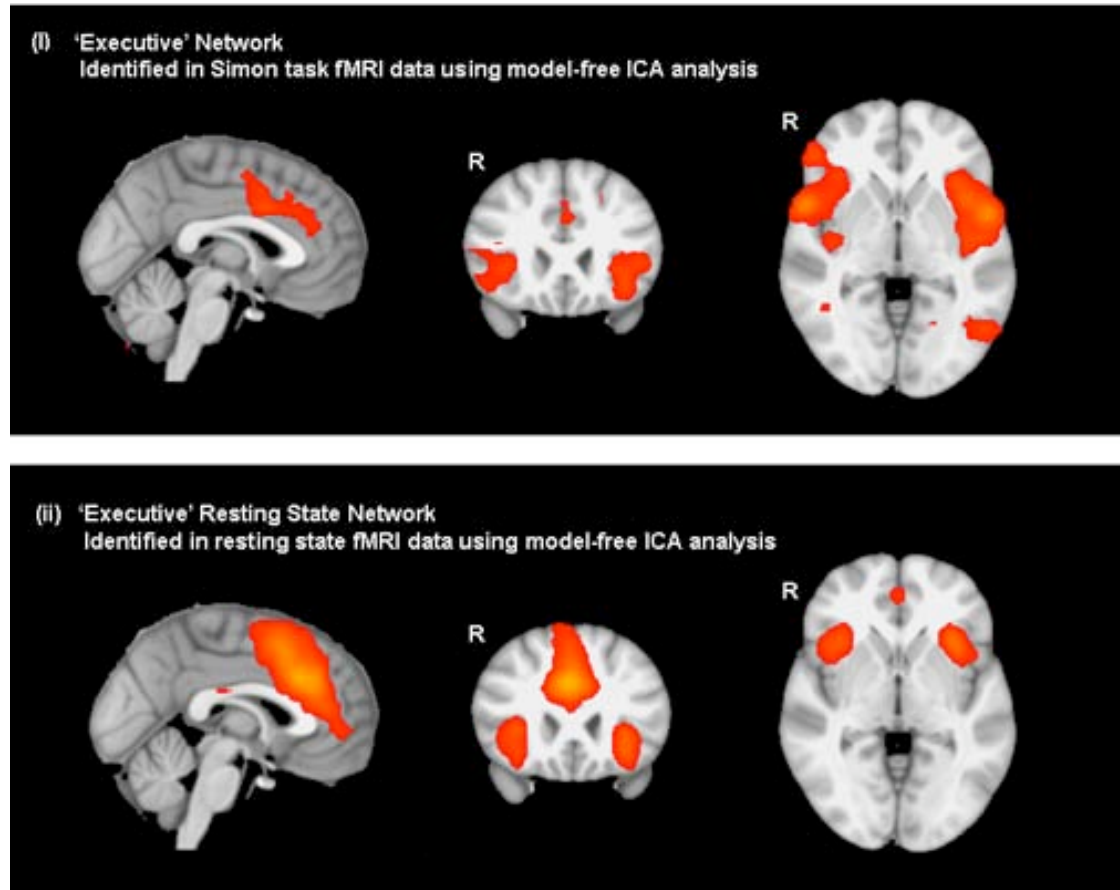 (I) 'Executive' Network
Identified in Simon task fMRI data using model-free ICA analysis
R
R
(ii) 'Executive' Resting State Network
Identified in resting state fMRI data using model-free ICA analysis
R
R